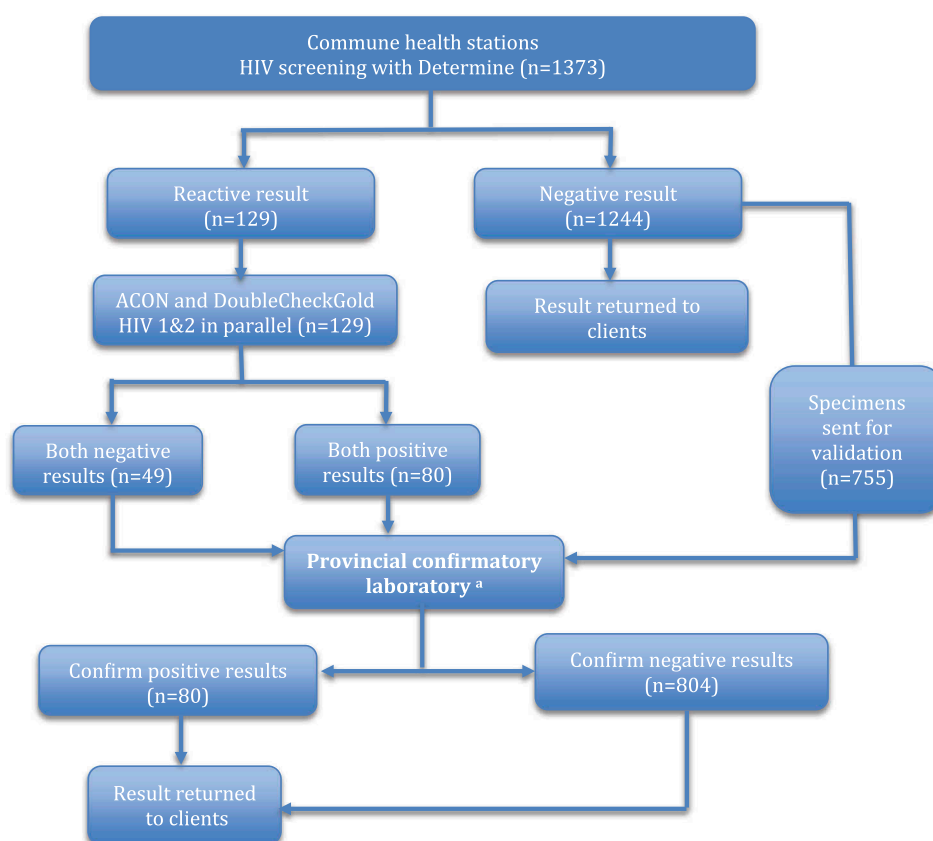 Commune health stations
HIV screening with Determine (n=1373)
Reactive result
(n=129)
Negative result
(n=1244)
ACON and DoubleCheckGold
HIV 1&2 in parallel (n=129)
Result returned to
clients
Specimens
sent for
validation
(n=755)
Both negative
results (n=49)
Both positive
results (n=80)
Provincial confirmatory
laboratory ᵃ
Confirm positive results
(n=80)
Confirm negative results
(n=804)
Result returned
to clients